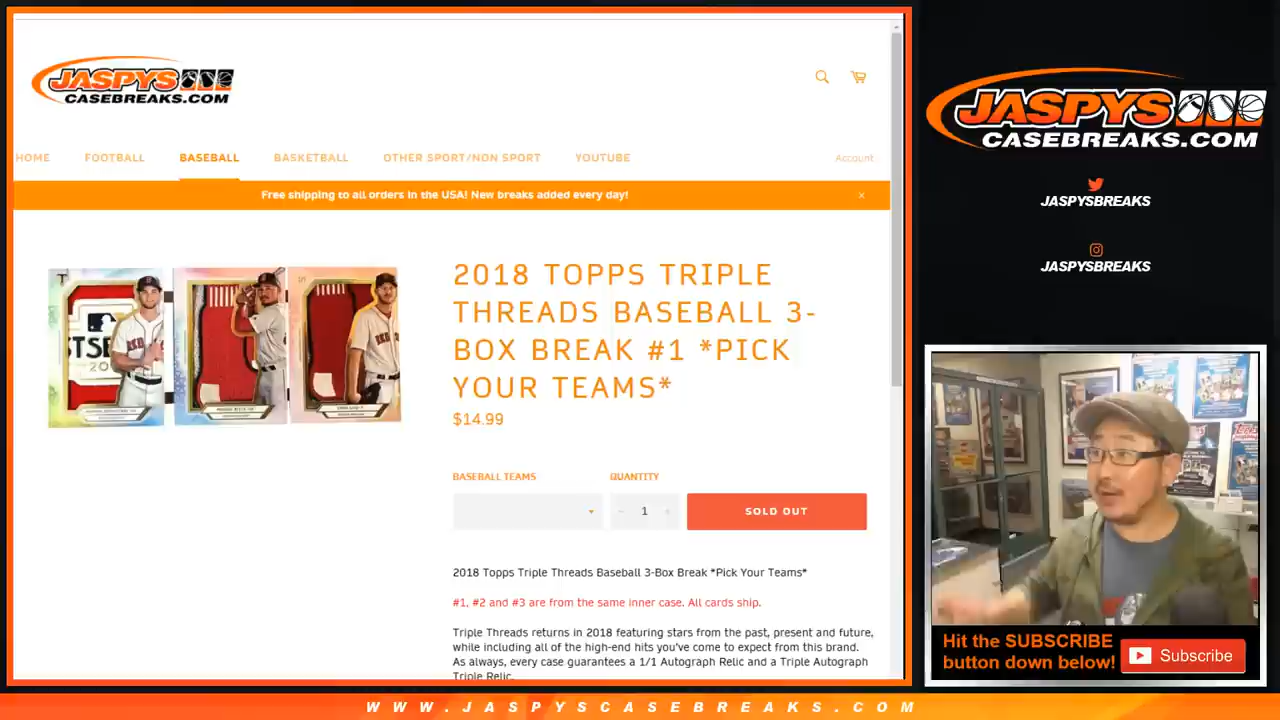 JASPYS
CASEBREAKS.COM
HOME FOOTBALL BASEBALL BASKETBALL OTHER SPORT/NON SPORT YOUTUBE Account
Free shipping to all orders in the USA! New breaks added every day! ×
2018 TOPPS TRIPLE
THREADS BASEBALL 3-
BOX BREAK #1 *PICK
YOUR TEAMS*
$14.99
BASEBALL TEAMS QUANTITY
− 1 + SOLD OUT
2018 Topps Triple Threads Baseball 3-Box Break *Pick Your Teams*
#1, #2 and #3 are from the same inner case. All cards ship.
Triple Threads returns in 2018 featuring stars from the past, present and future,
while including all of the high-end hits you've come to expect from this brand.
As always, every case guarantees a 1/1 Autograph Relic and a Triple Autograph
Triple Relic.
JASPYS
CASEBREAKS.COM
JASPYSBREAKS
JASPYSBREAKS
Hit the SUBSCRIBE
button down below!
Subscribe
WWW.JASPYSCASEBREAKS.COM